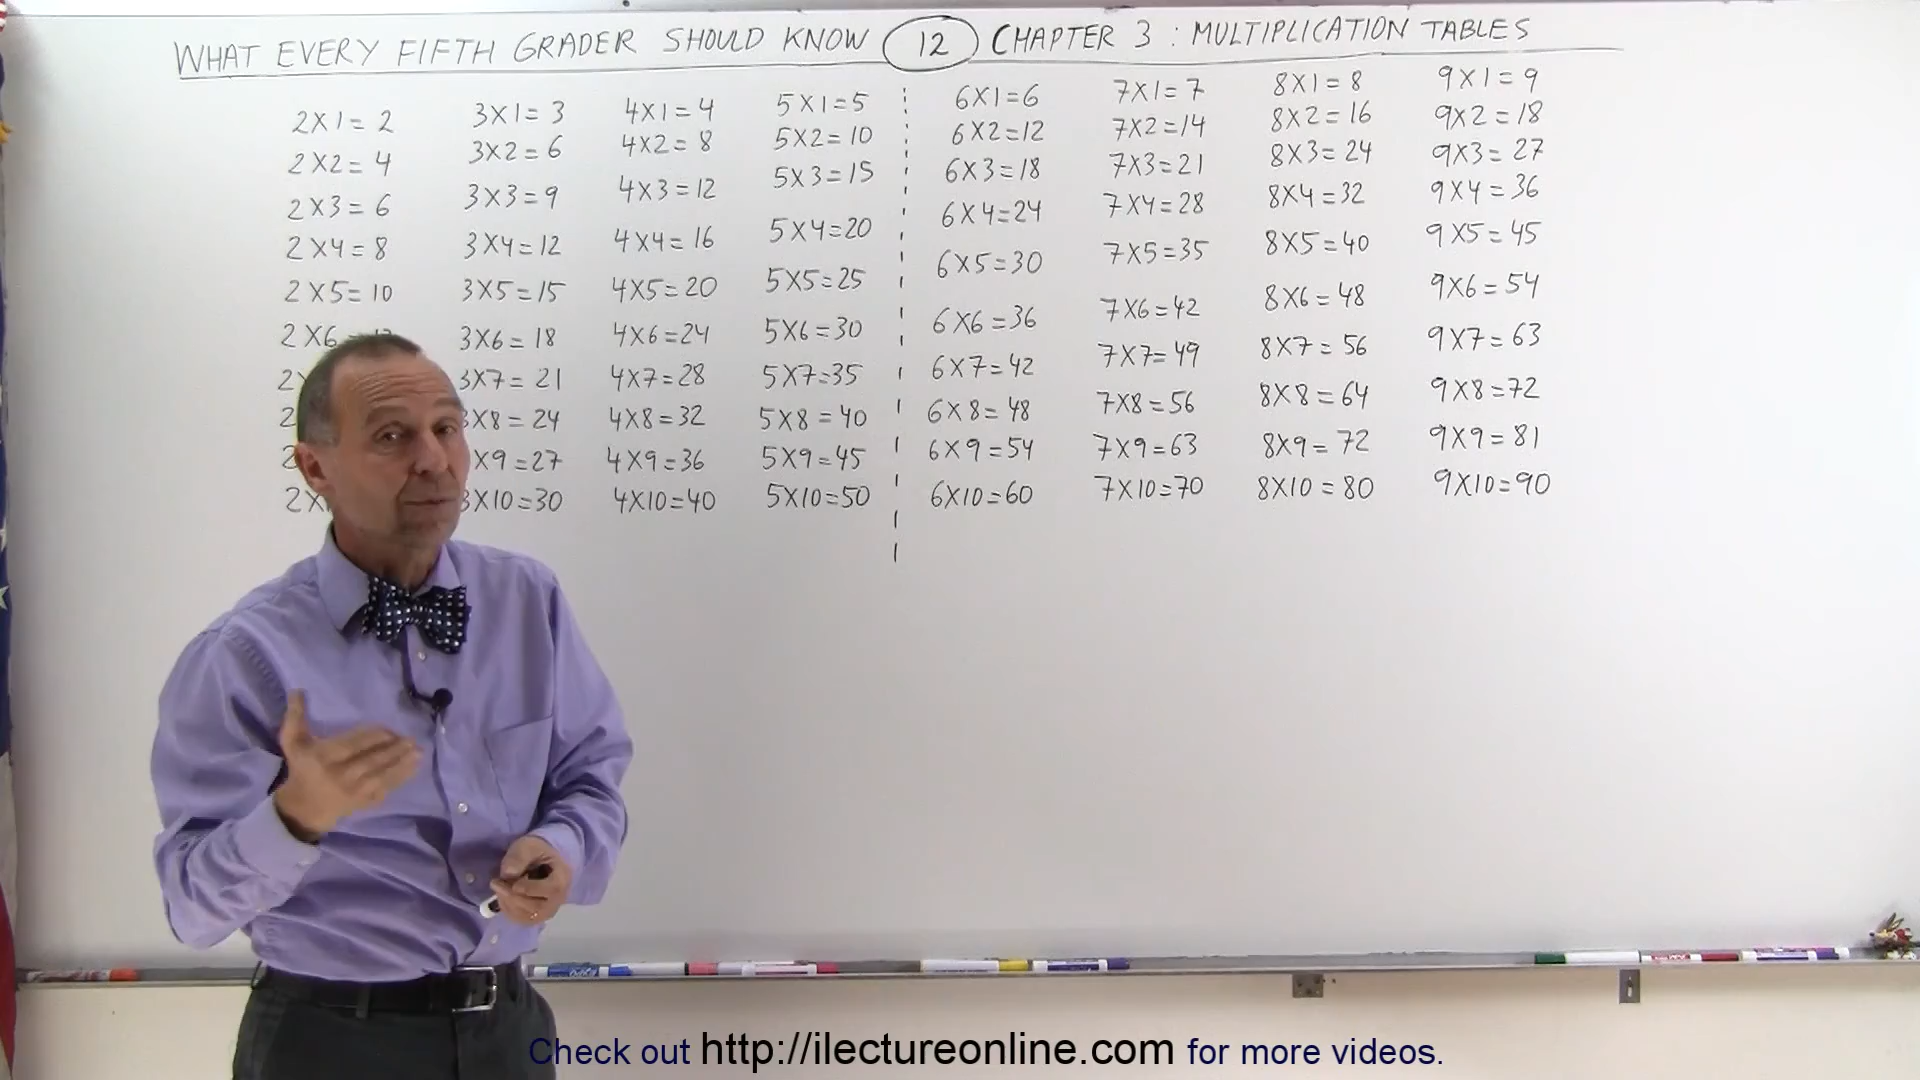 WHAT EVERY FIFTH GRADER SHOULD KNOW 12 CHAPTER 3 : MULTIPLICATION TABLES
2X1=2
2X2=4
2X3=6
2X4=8
2X5=10
2X6
3X1=3
3X2=6
3X3=9
3X4=12
3X5=15
3X6=18
3X7=21
3X8=24
X9=27
3X10=30
4X1=4
4X2=8
4X3=12
4X4=16
4X5=20
4X6=24
4X7=28
4X8=32
4X9=36
4X10=40
5X1=5
5X2=10
5X3=15
5X4=20
5X5=25
5X6=30
5X7=35
5X8=40
5X9=45
5X10=50
6X1=6
6X2=12
6X3=18
6X4=24
6X5=30
6X6=36
6X7=42
6X8=48
6X9=54
6X10=60
7X1=7
7X2=14
7X3=21
7X4=28
7X5=35
7X6=42
7X7=49
7X8=56
7X9=63
7X10=70
8X1=8
8X2=16
8X3=24
8X4=32
8X5=40
8X6=48
8X7=56
8X8=64
8X9=72
8X10=80
9X1=9
9X2=18
9X3=27
9X4=36
9X5=45
9X6=54
9X7=63
9X8=72
9X9=81
9X10=90
Check out http://ilectureonline.com for more videos.